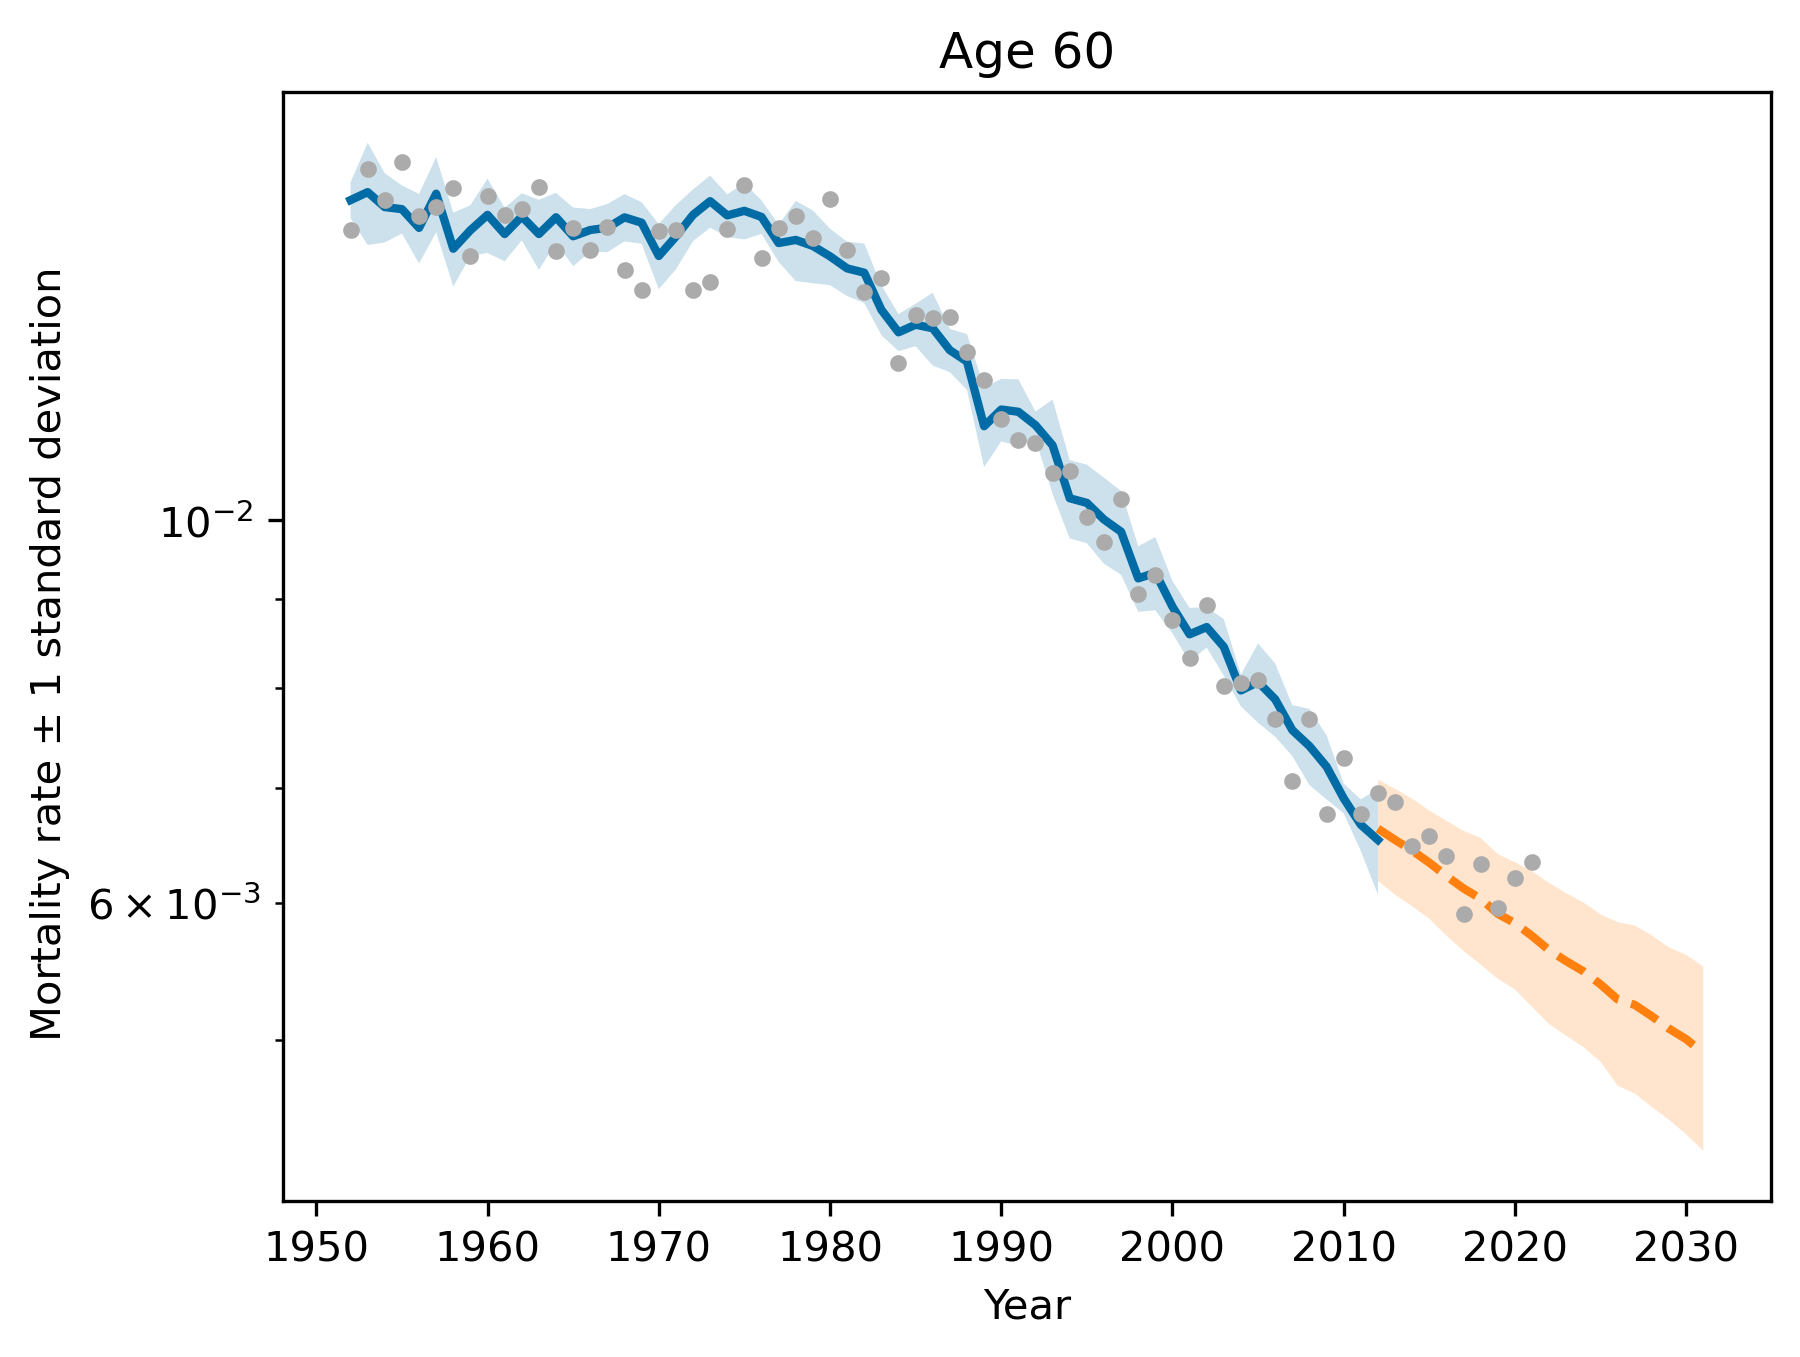 Age 60
Mortality rate ± 1 standard deviation
10⁻²
6 × 10⁻³
1950 1960 1970 1980 1990 2000 2010 2020 2030
Year